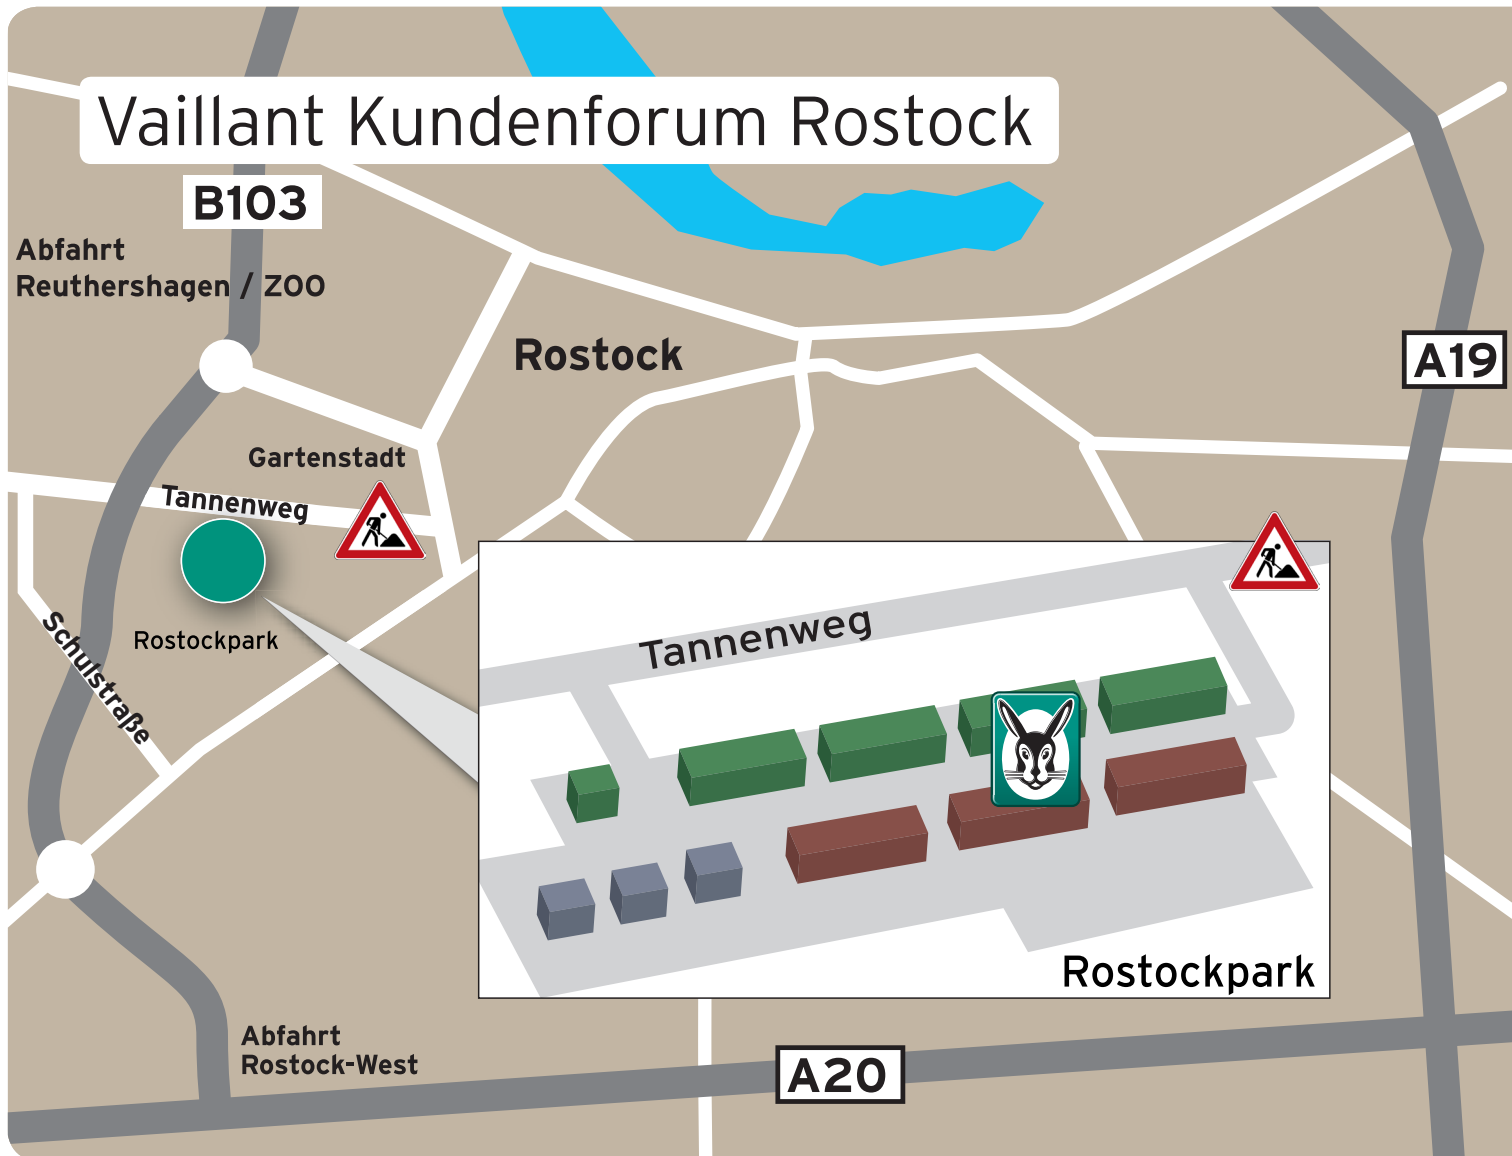 Vaillant Kundenforum Rostock
B103
Abfahrt
Reuthershagen / ZOO
Rostock
A19
Gartenstadt
Tannenweg
Rostockpark
Schulstraße
Tannenweg
Rostockpark
Abfahrt
Rostock-West
A20